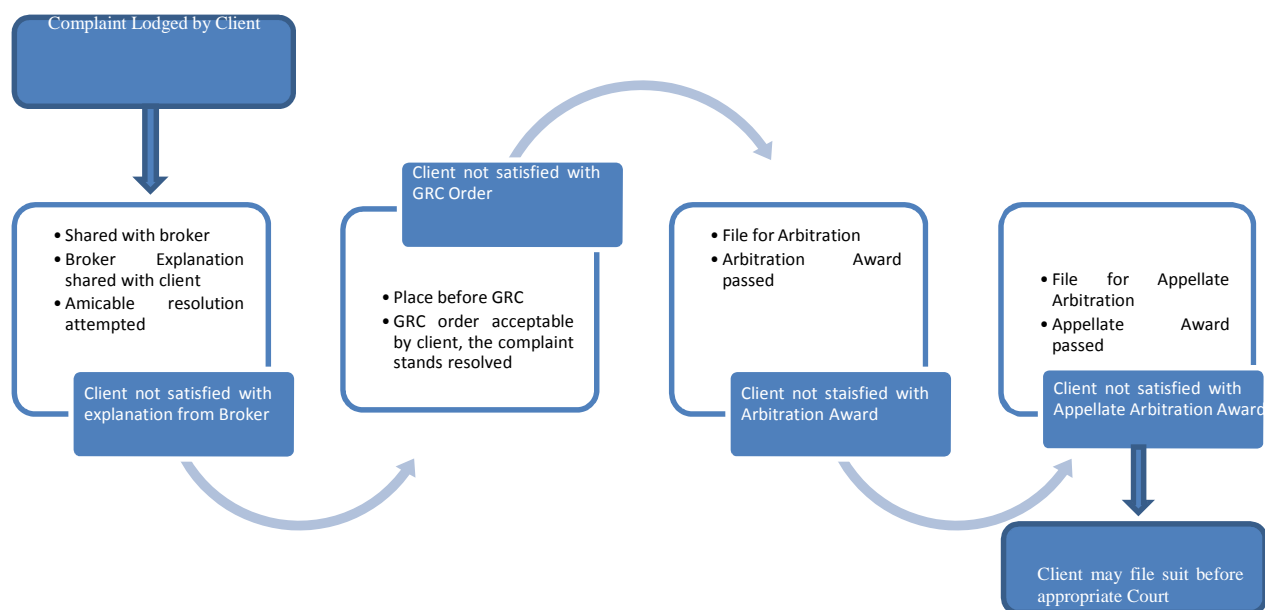 Complaint Lodged by Client
• Shared with broker
• Broker Explanation
shared with client
• Amicable resolution
attempted
Client not satisfied with
explanation from Broker
Client not satisfied with
GRC Order
• Place before GRC
• GRC order acceptable
by client, the complaint
stands resolved
• File for Arbitration
• Arbitration Award
passed
Client not staisfied with
Arbitration Award
• File for Appellate
Arbitration
• Appellate Award
passed
Client not satisfied with
Appellate Arbitration Award
Client may file suit before
appropriate Court